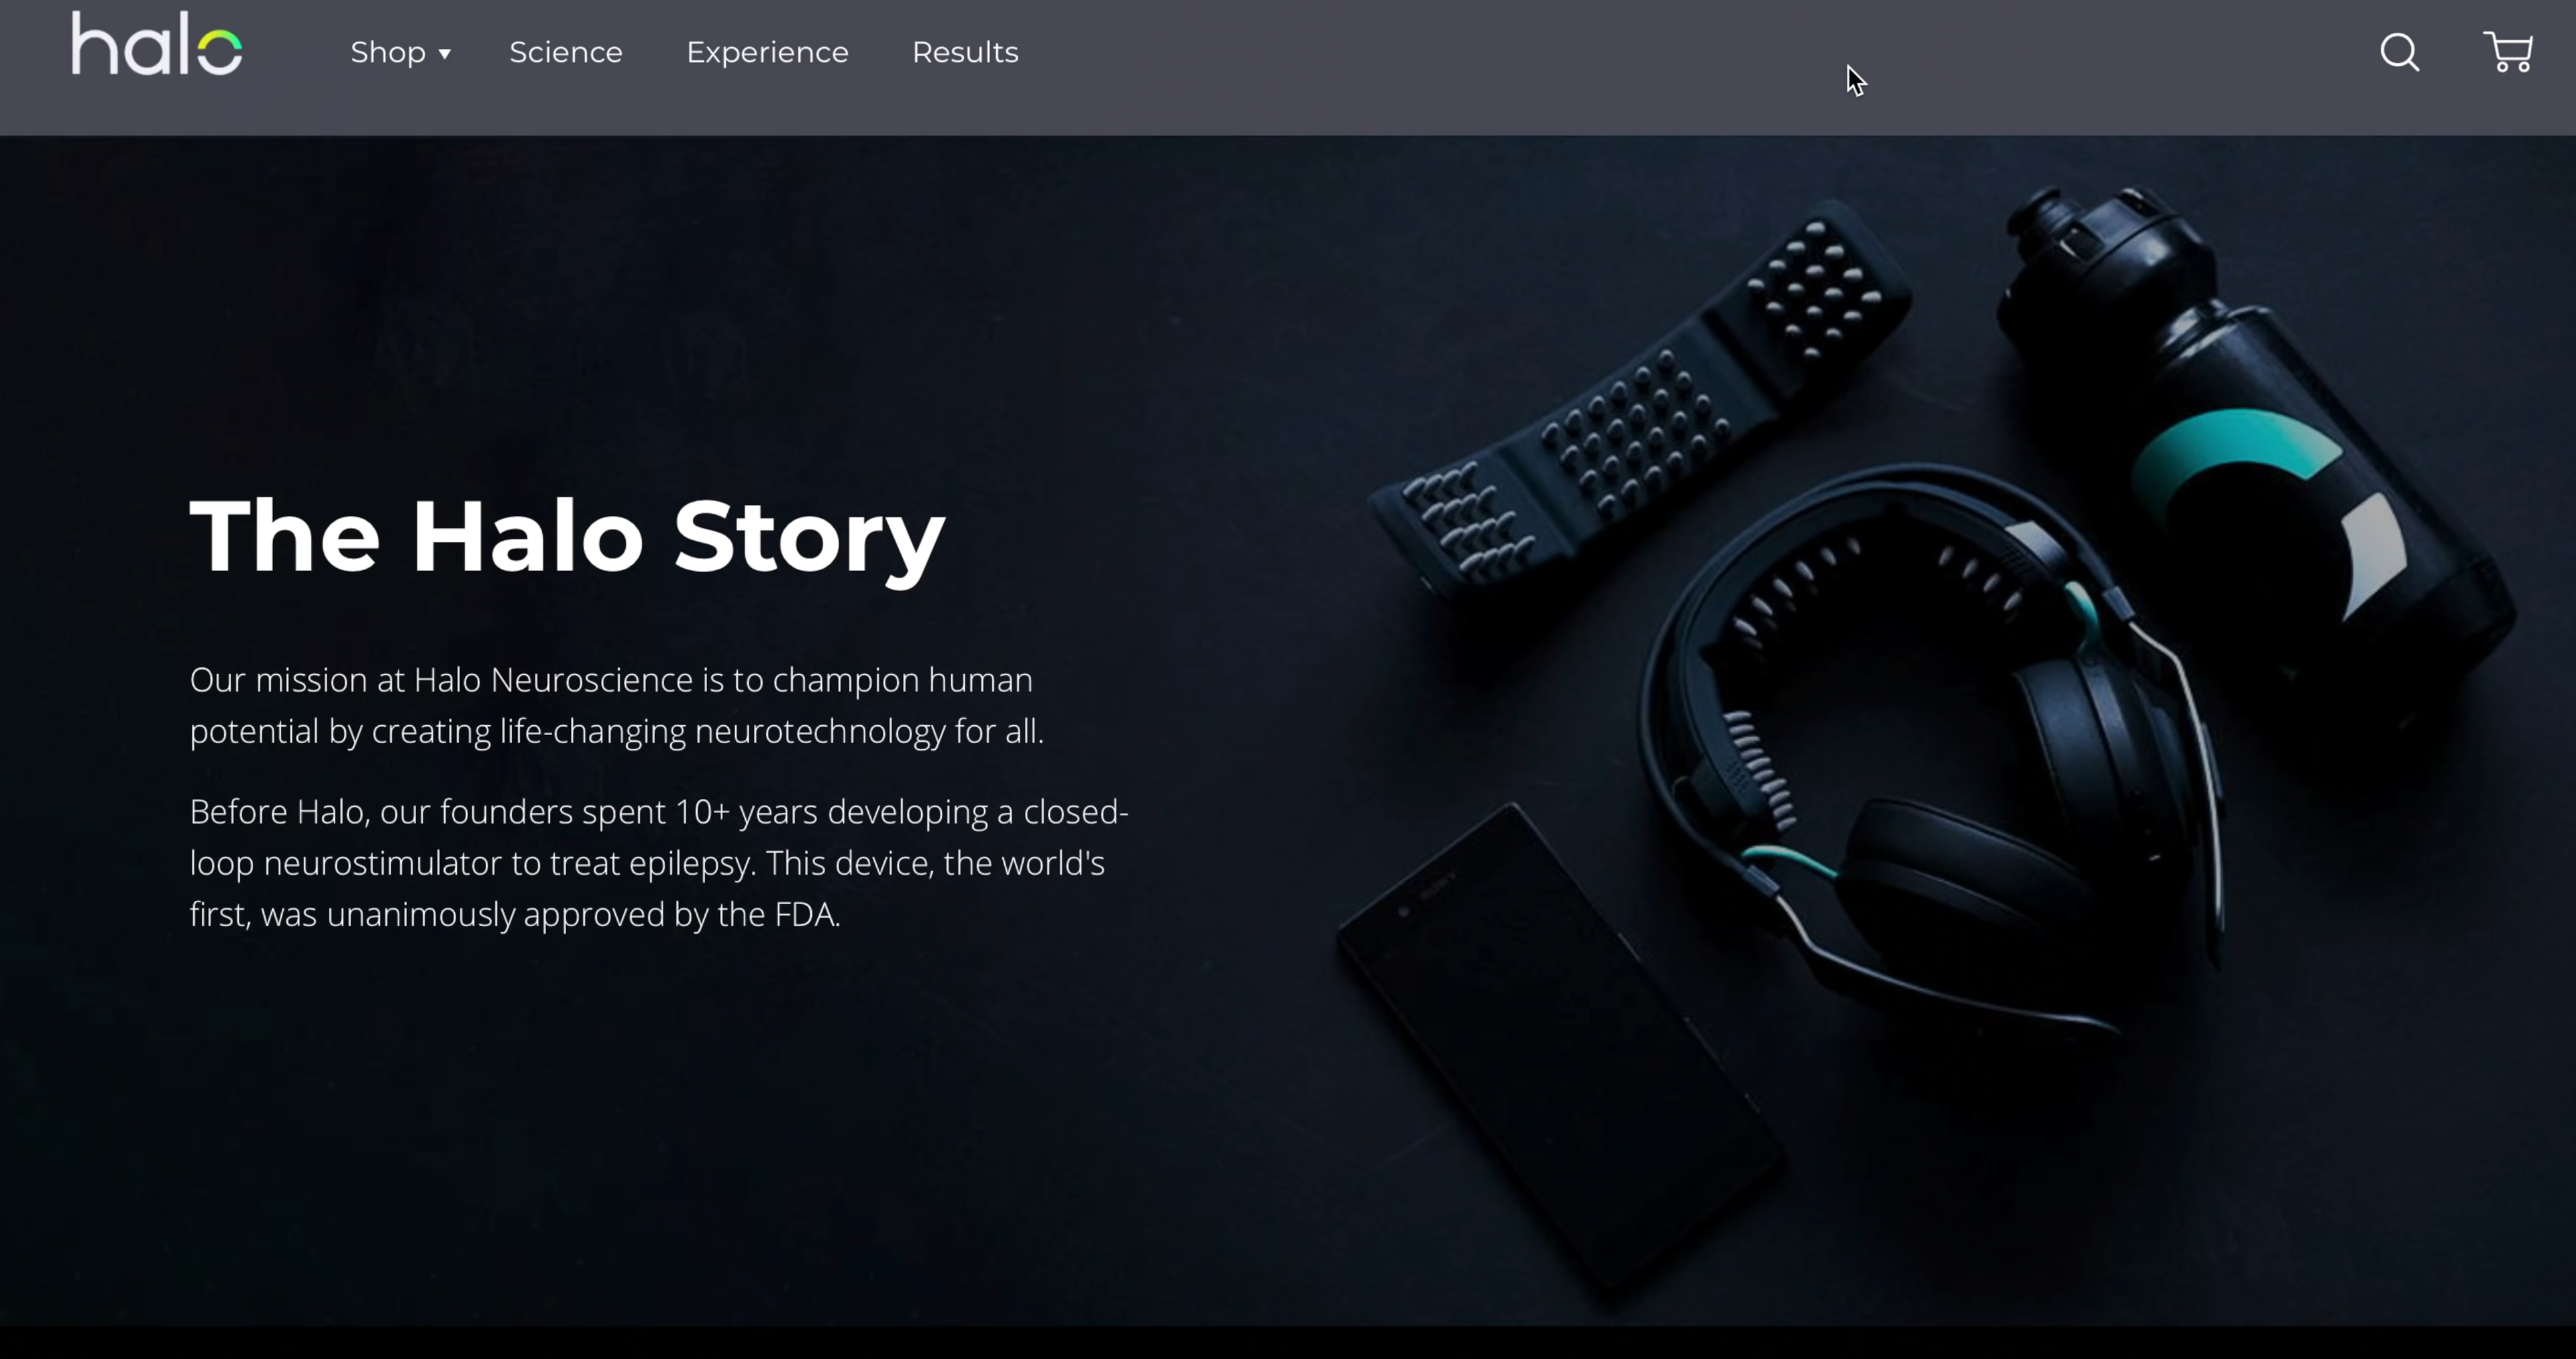 halo
Shop ▼ Science Experience Results
The Halo Story
Our mission at Halo Neuroscience is to champion human
potential by creating life-changing neurotechnology for all.
Before Halo, our founders spent 10+ years developing a closed-
loop neurostimulator to treat epilepsy. This device, the world's
first, was unanimously approved by the FDA.